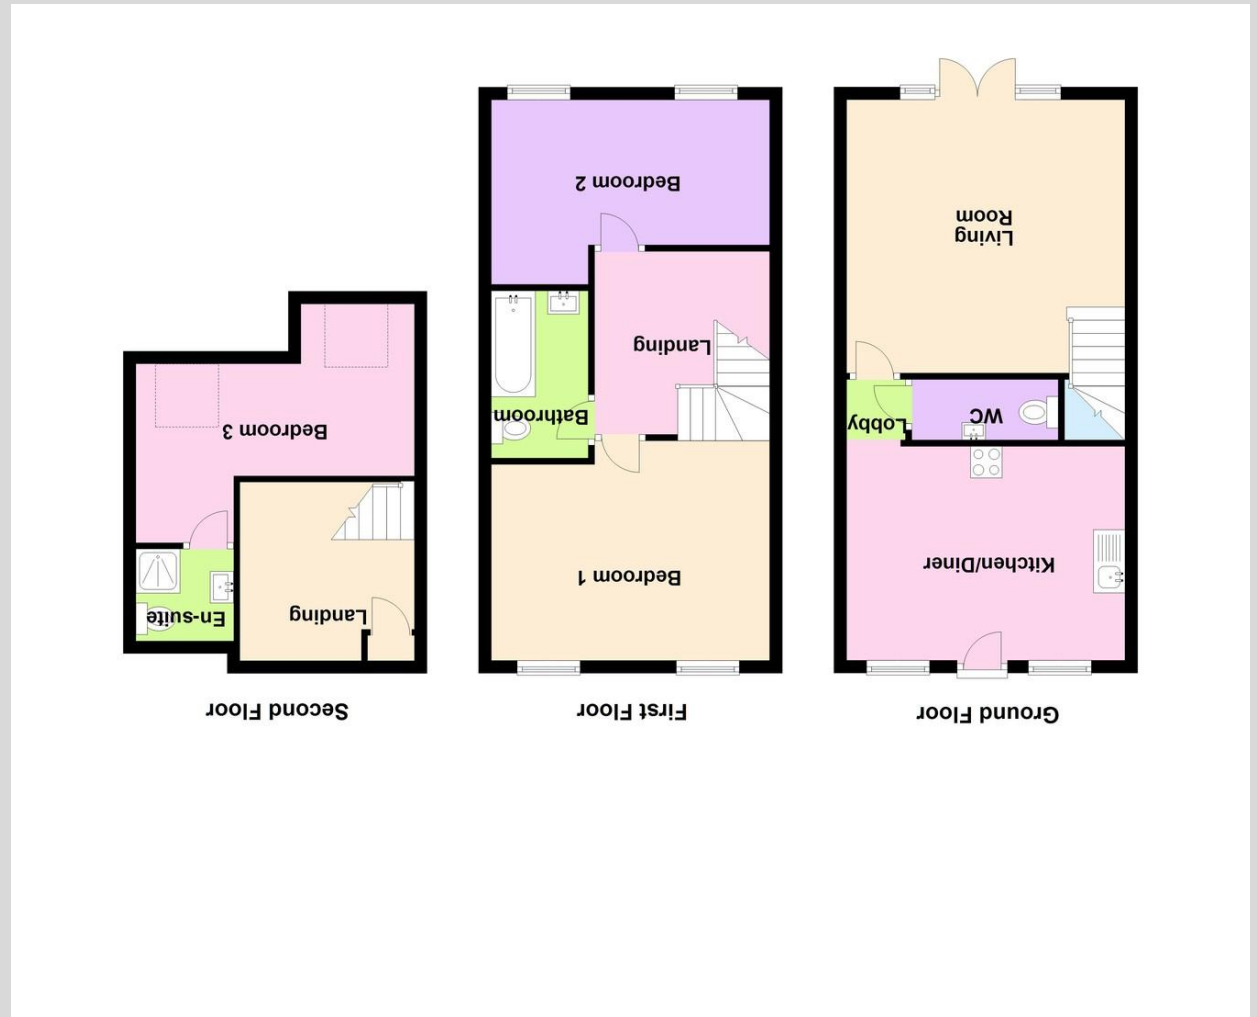 Ground Floor
Kitchen/Diner
WC
Lobby
Living
Room
First Floor
Bedroom 1
Bathroom
Landing
Bedroom 2
Second Floor
Landing
En-suite
Bedroom 3